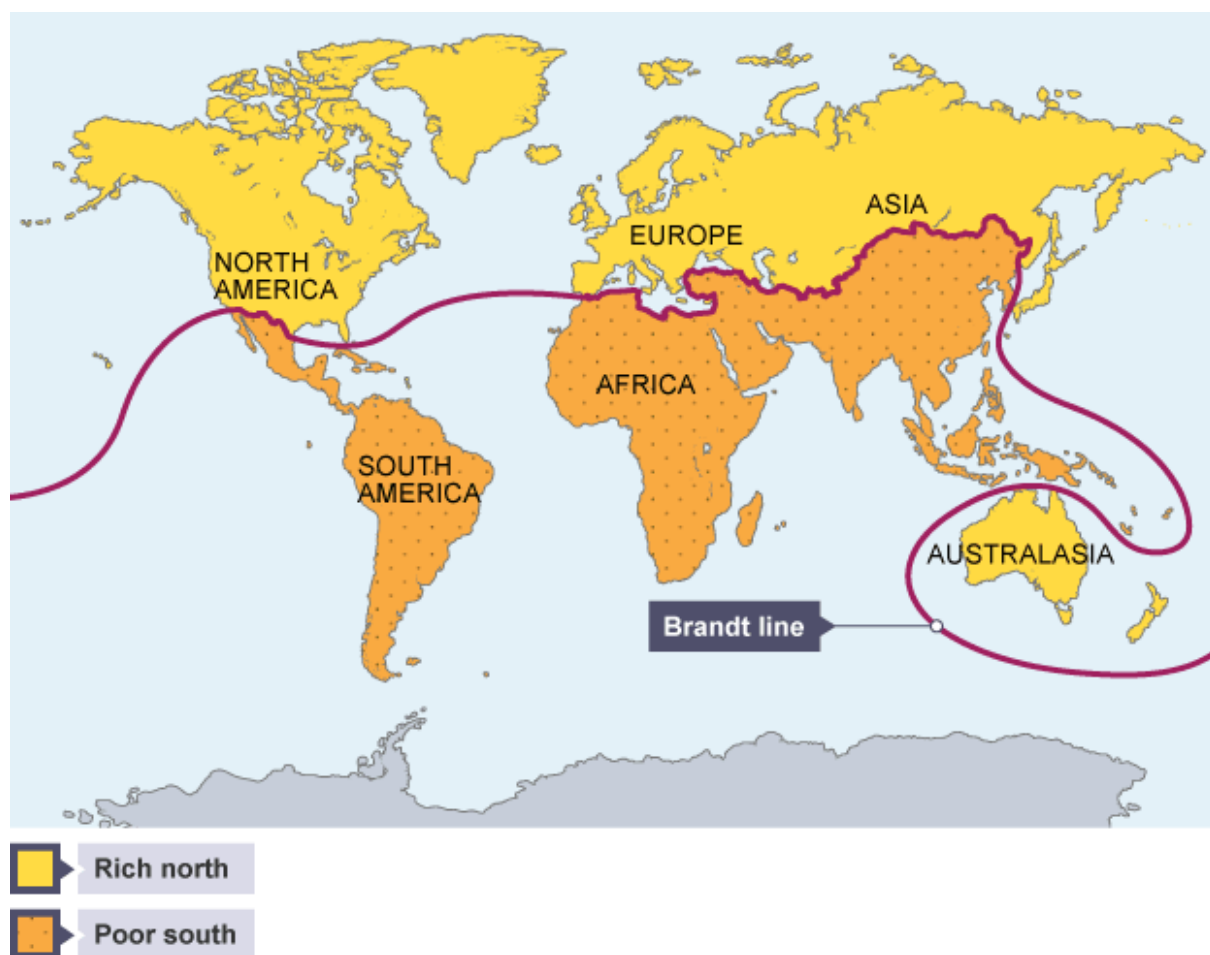 ASIA
EUROPE
NORTH
AMERICA
AFRICA
SOUTH
AMERICA
AUSTRALASIA
Brandt line
Rich north
Poor south